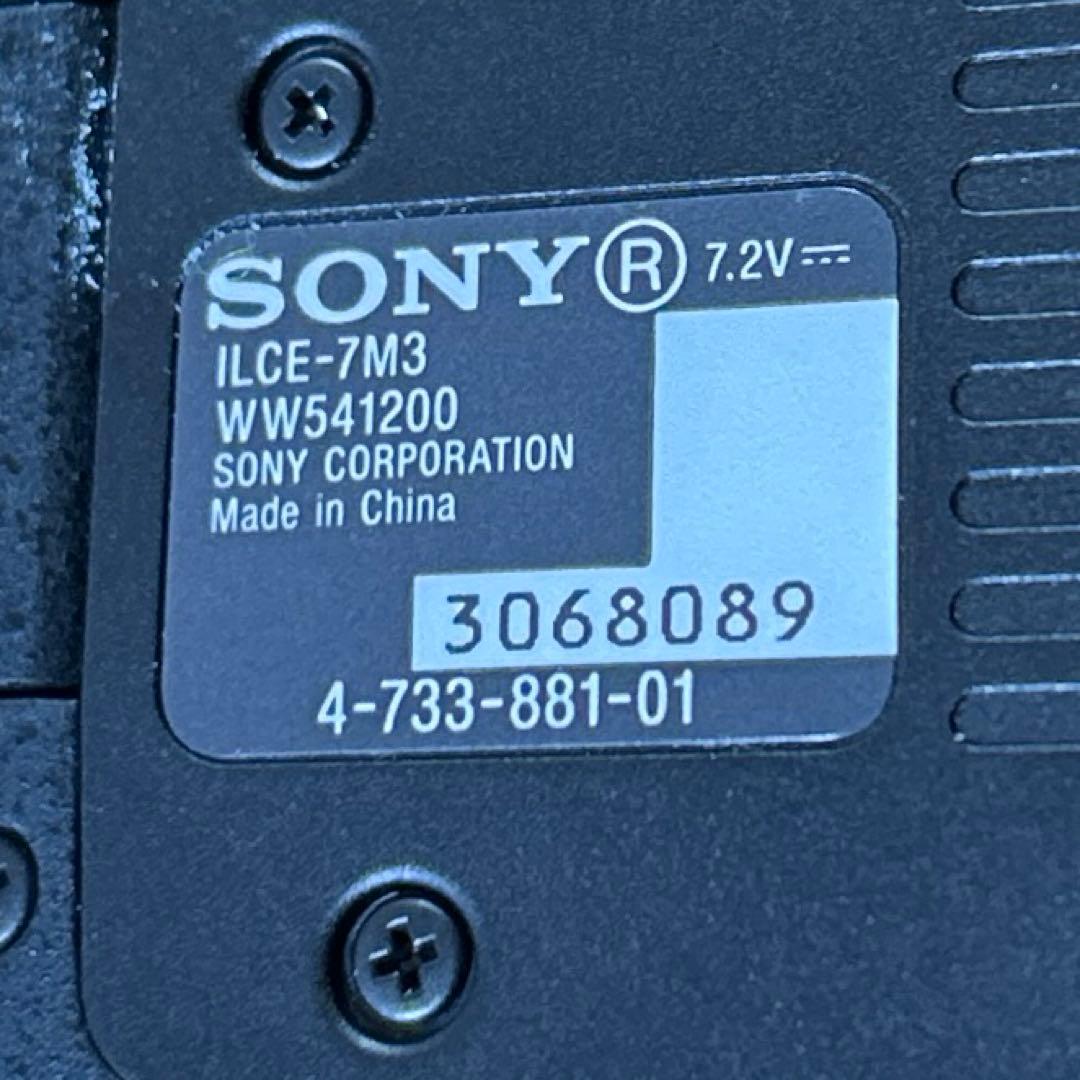 SONY Ⓡ 7.2V⎓
ILCE-7M3
WW541200
SONY CORPORATION
Made in China
3068089
4-733-881-01